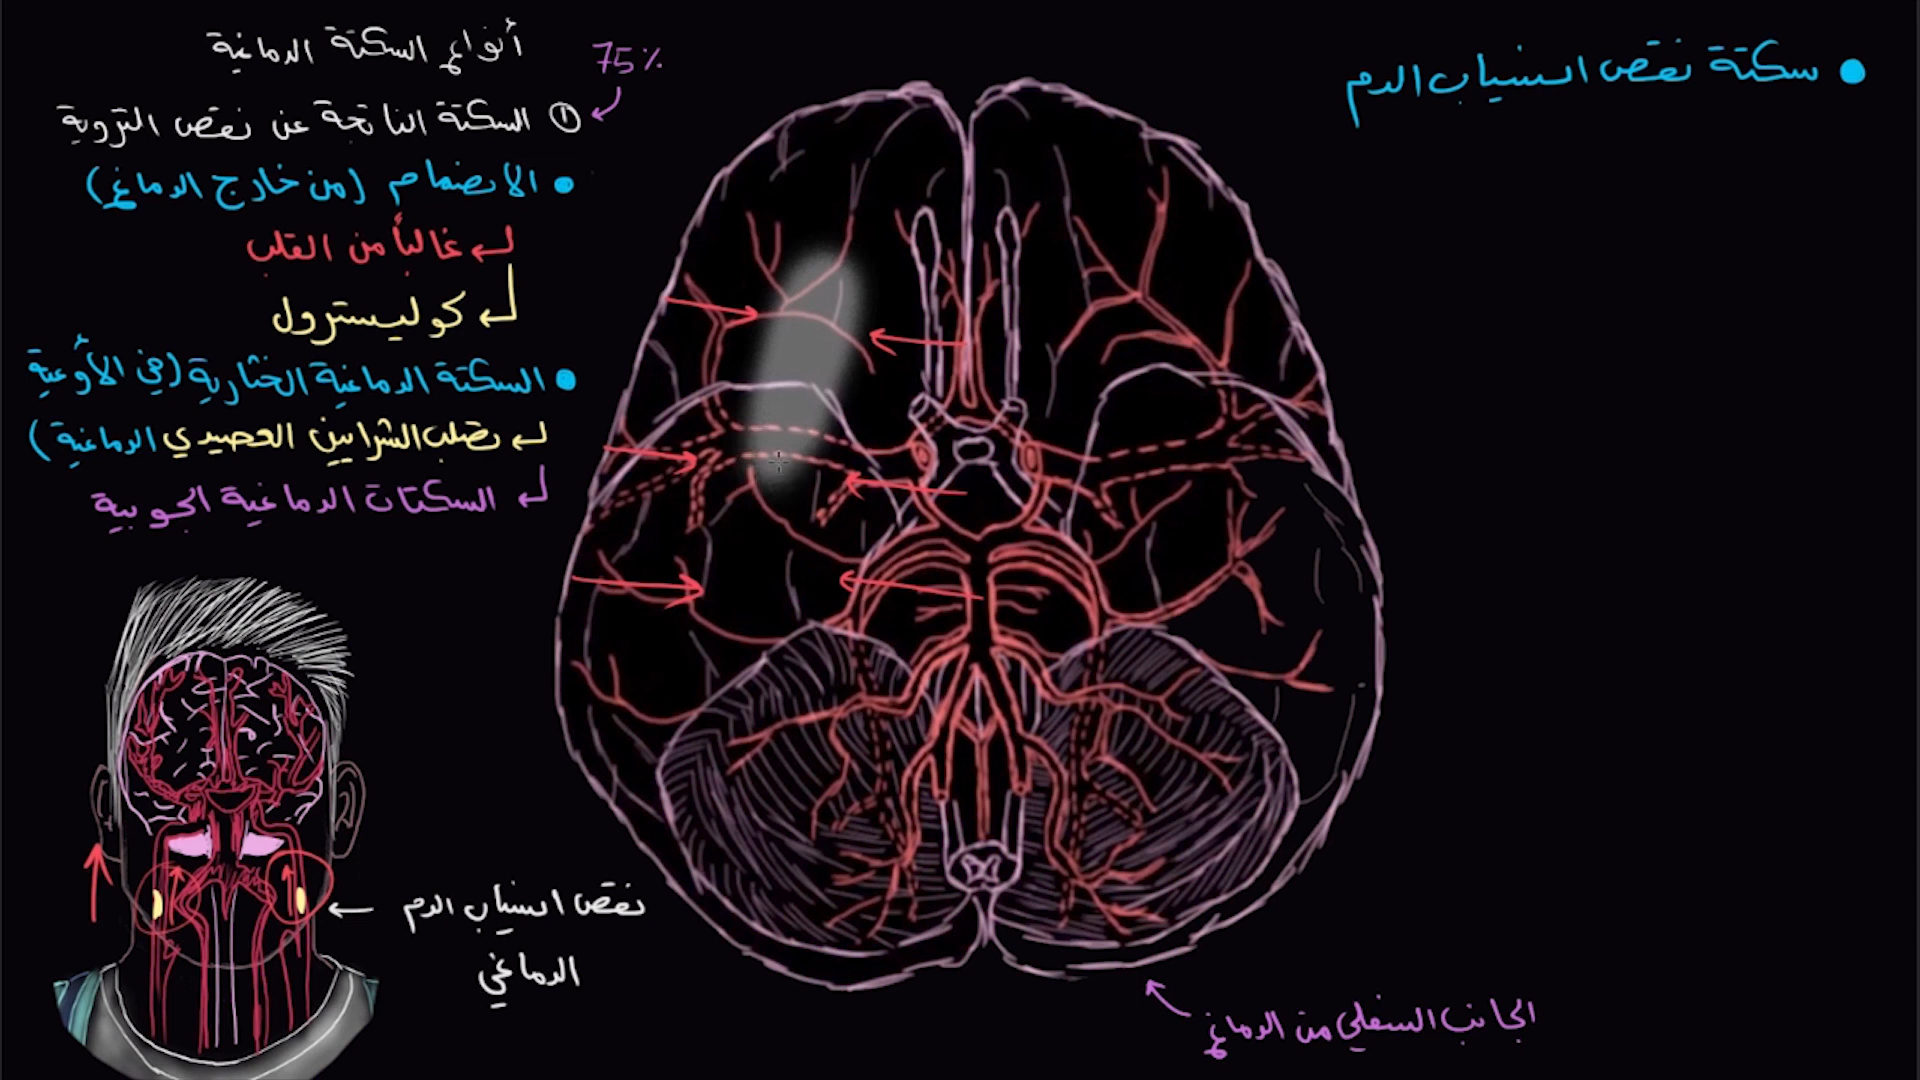 أنواع السكتة الدماغية
75٪
① السكتة الناتجة عن نقص التروية
• الانصمام (من خارج الدماغ)
غالباً من القلب
كوليسترول
• السكتة الدماغية الخثارية (في الأوعية الدماغية)
تصلب الشرايين العصيدي
السكتات الدماغية الجوبية
• سكتة نقص انسياب الدم
نقص انسياب الدم
الدماغي
الجانب السفلي من الدماغ